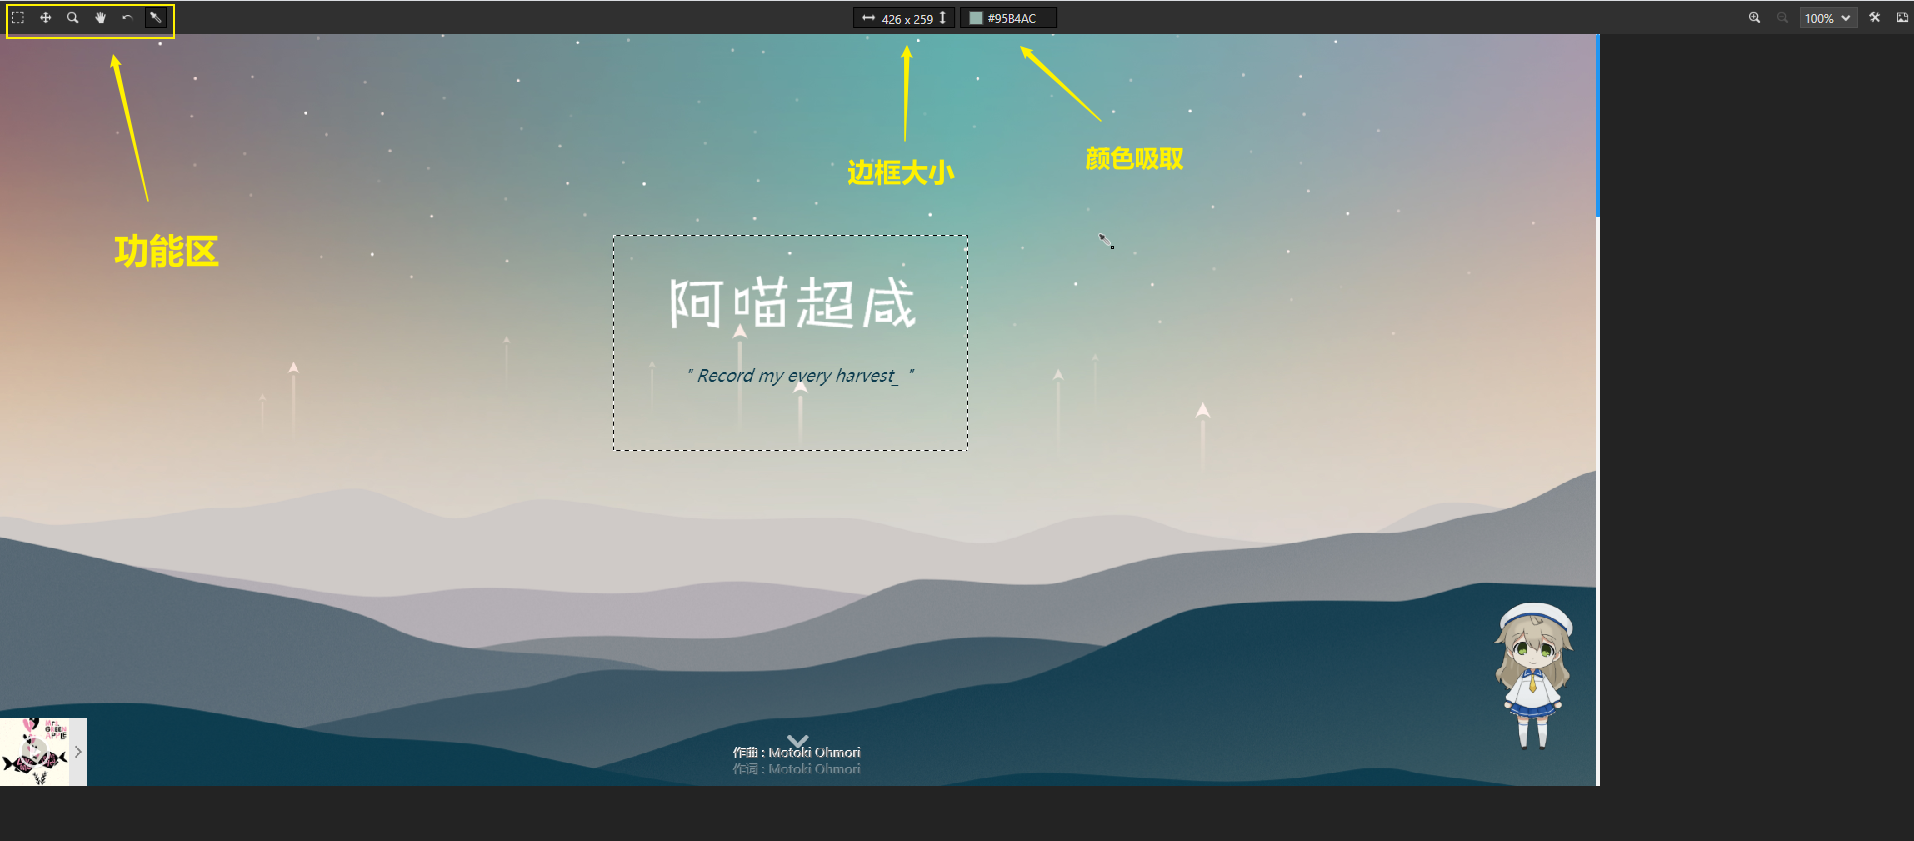 426 x 259
#95B4AC
100%
功能区
边框大小
颜色吸取
阿喵超咸
" Record my every harvest_ "
作曲 : Motoki Ohmori
作词 : Motoki Ohmori